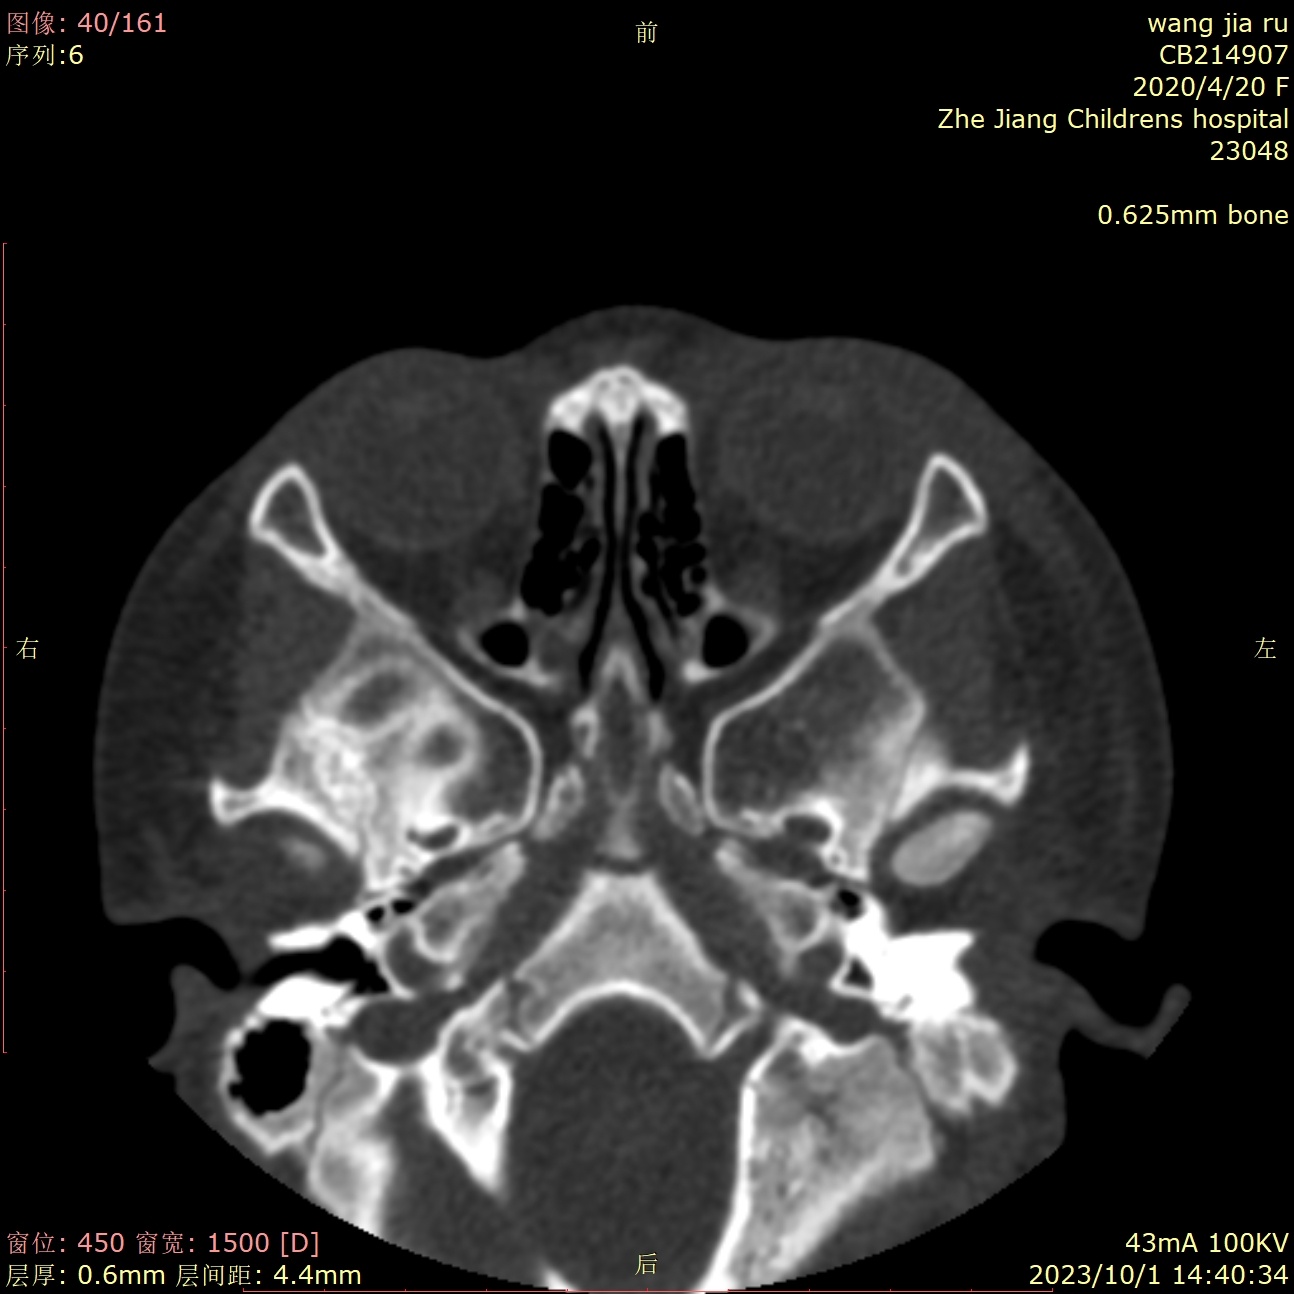 图像: 40/161
序列:6
前
wang jia ru
CB214907
2020/4/20 F
Zhe Jiang Childrens hospital
23048
0.625mm bone
右
左
窗位: 450 窗宽: 1500 [D]
层厚: 0.6mm 层间距: 4.4mm
后
43mA 100KV
2023/10/1 14:40:34